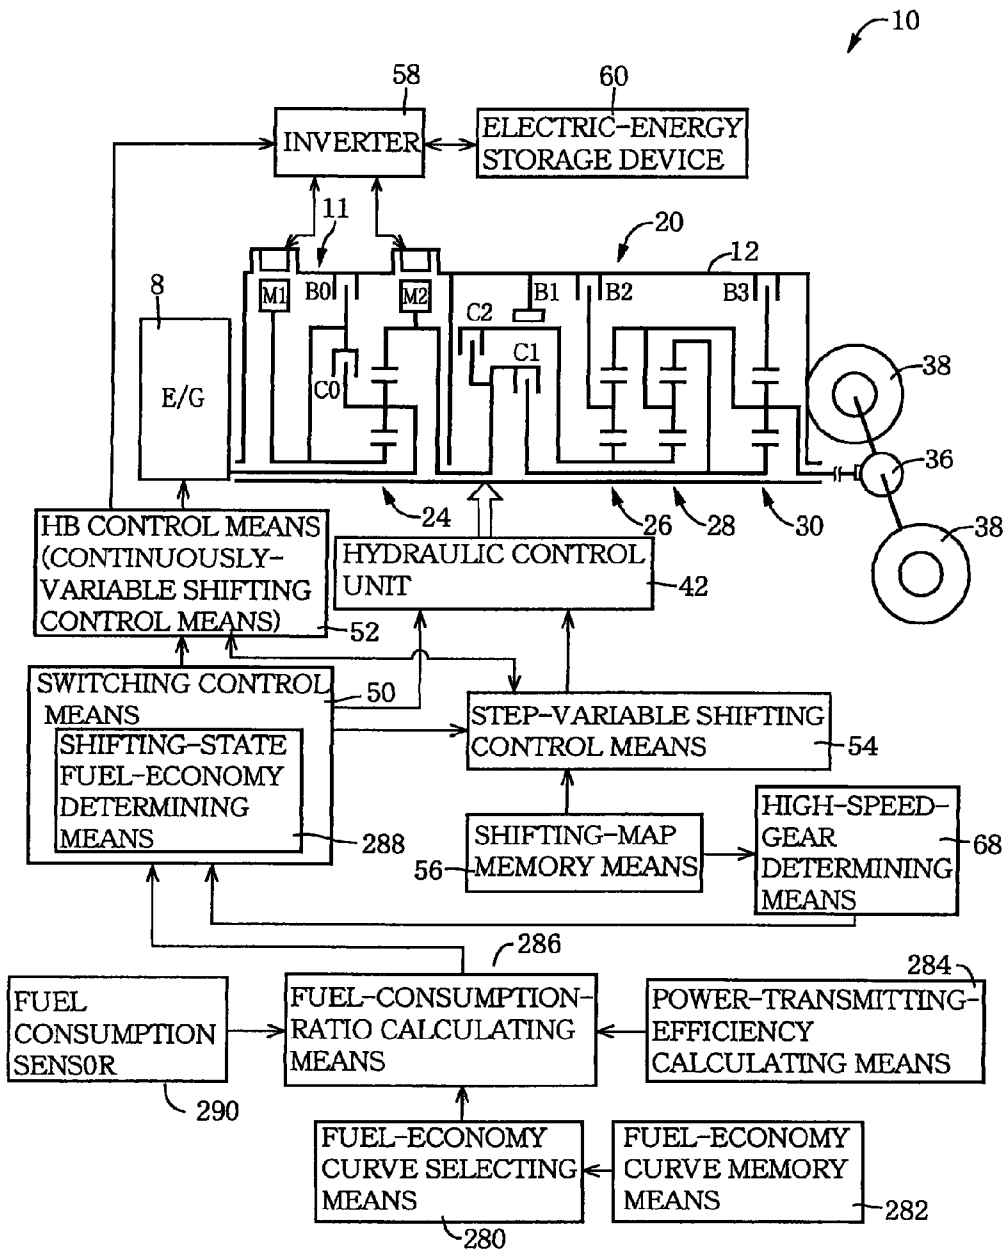 10
58
60
INVERTER
ELECTRIC-ENERGY
STORAGE DEVICE
11
20
12
8
M1
B0
M2
B1
B2
B3
C2
C1
C0
E/G
38
36
38
24
26
28
30
HB CONTROL MEANS
(CONTINUOUSLY-
VARIABLE SHIFTING
CONTROL MEANS)
52
HYDRAULIC CONTROL
UNIT
42
SWITCHING CONTROL
MEANS
50
SHIFTING-STATE
FUEL-ECONOMY
DETERMINING
MEANS
288
STEP-VARIABLE SHIFTING
CONTROL MEANS
54
SHIFTING-MAP
MEMORY MEANS
56
HIGH-SPEED-
GEAR
DETERMINING
MEANS
68
286
284
FUEL
CONSUMPTION
SENSOR
290
FUEL-CONSUMPTION-
RATIO CALCULATING
MEANS
POWER-TRANSMITTING-
EFFICIENCY
CALCULATING MEANS
FUEL-ECONOMY
CURVE SELECTING
MEANS
280
FUEL-ECONOMY
CURVE MEMORY
MEANS
282